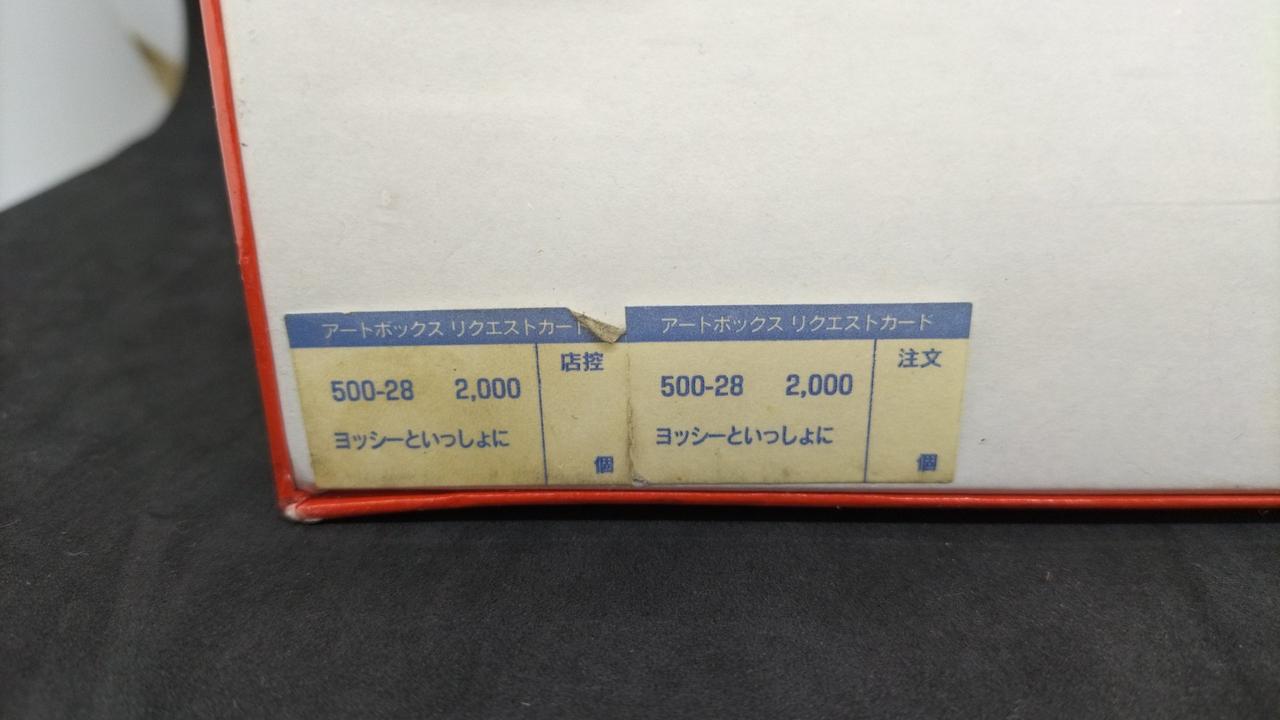 アートボックス リクエストカード
500-28 2,000
ヨッシーといっしょに
店控
個
アートボックス リクエストカード
500-28 2,000
ヨッシーといっしょに
注文
個